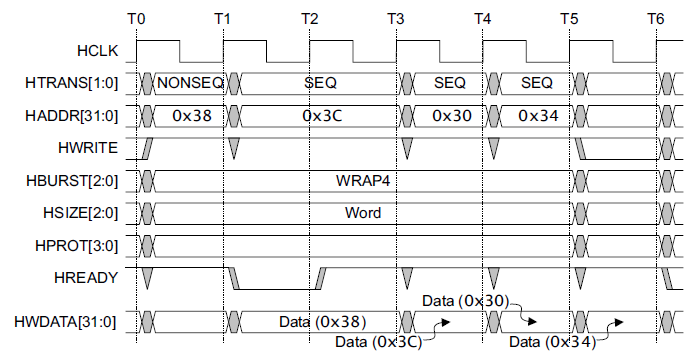 T0 T1 T2 T3 T4 T5 T6
HCLK
HTRANS[1:0] NONSEQ SEQ SEQ SEQ
HADDR[31:0] 0x38 0x3C 0x30 0x34
HWRITE
HBURST[2:0] WRAP4
HSIZE[2:0] Word
HPROT[3:0]
HREADY
Data (0x30)
HWDATA[31:0] Data (0x38)
Data (0x3C) Data (0x34)